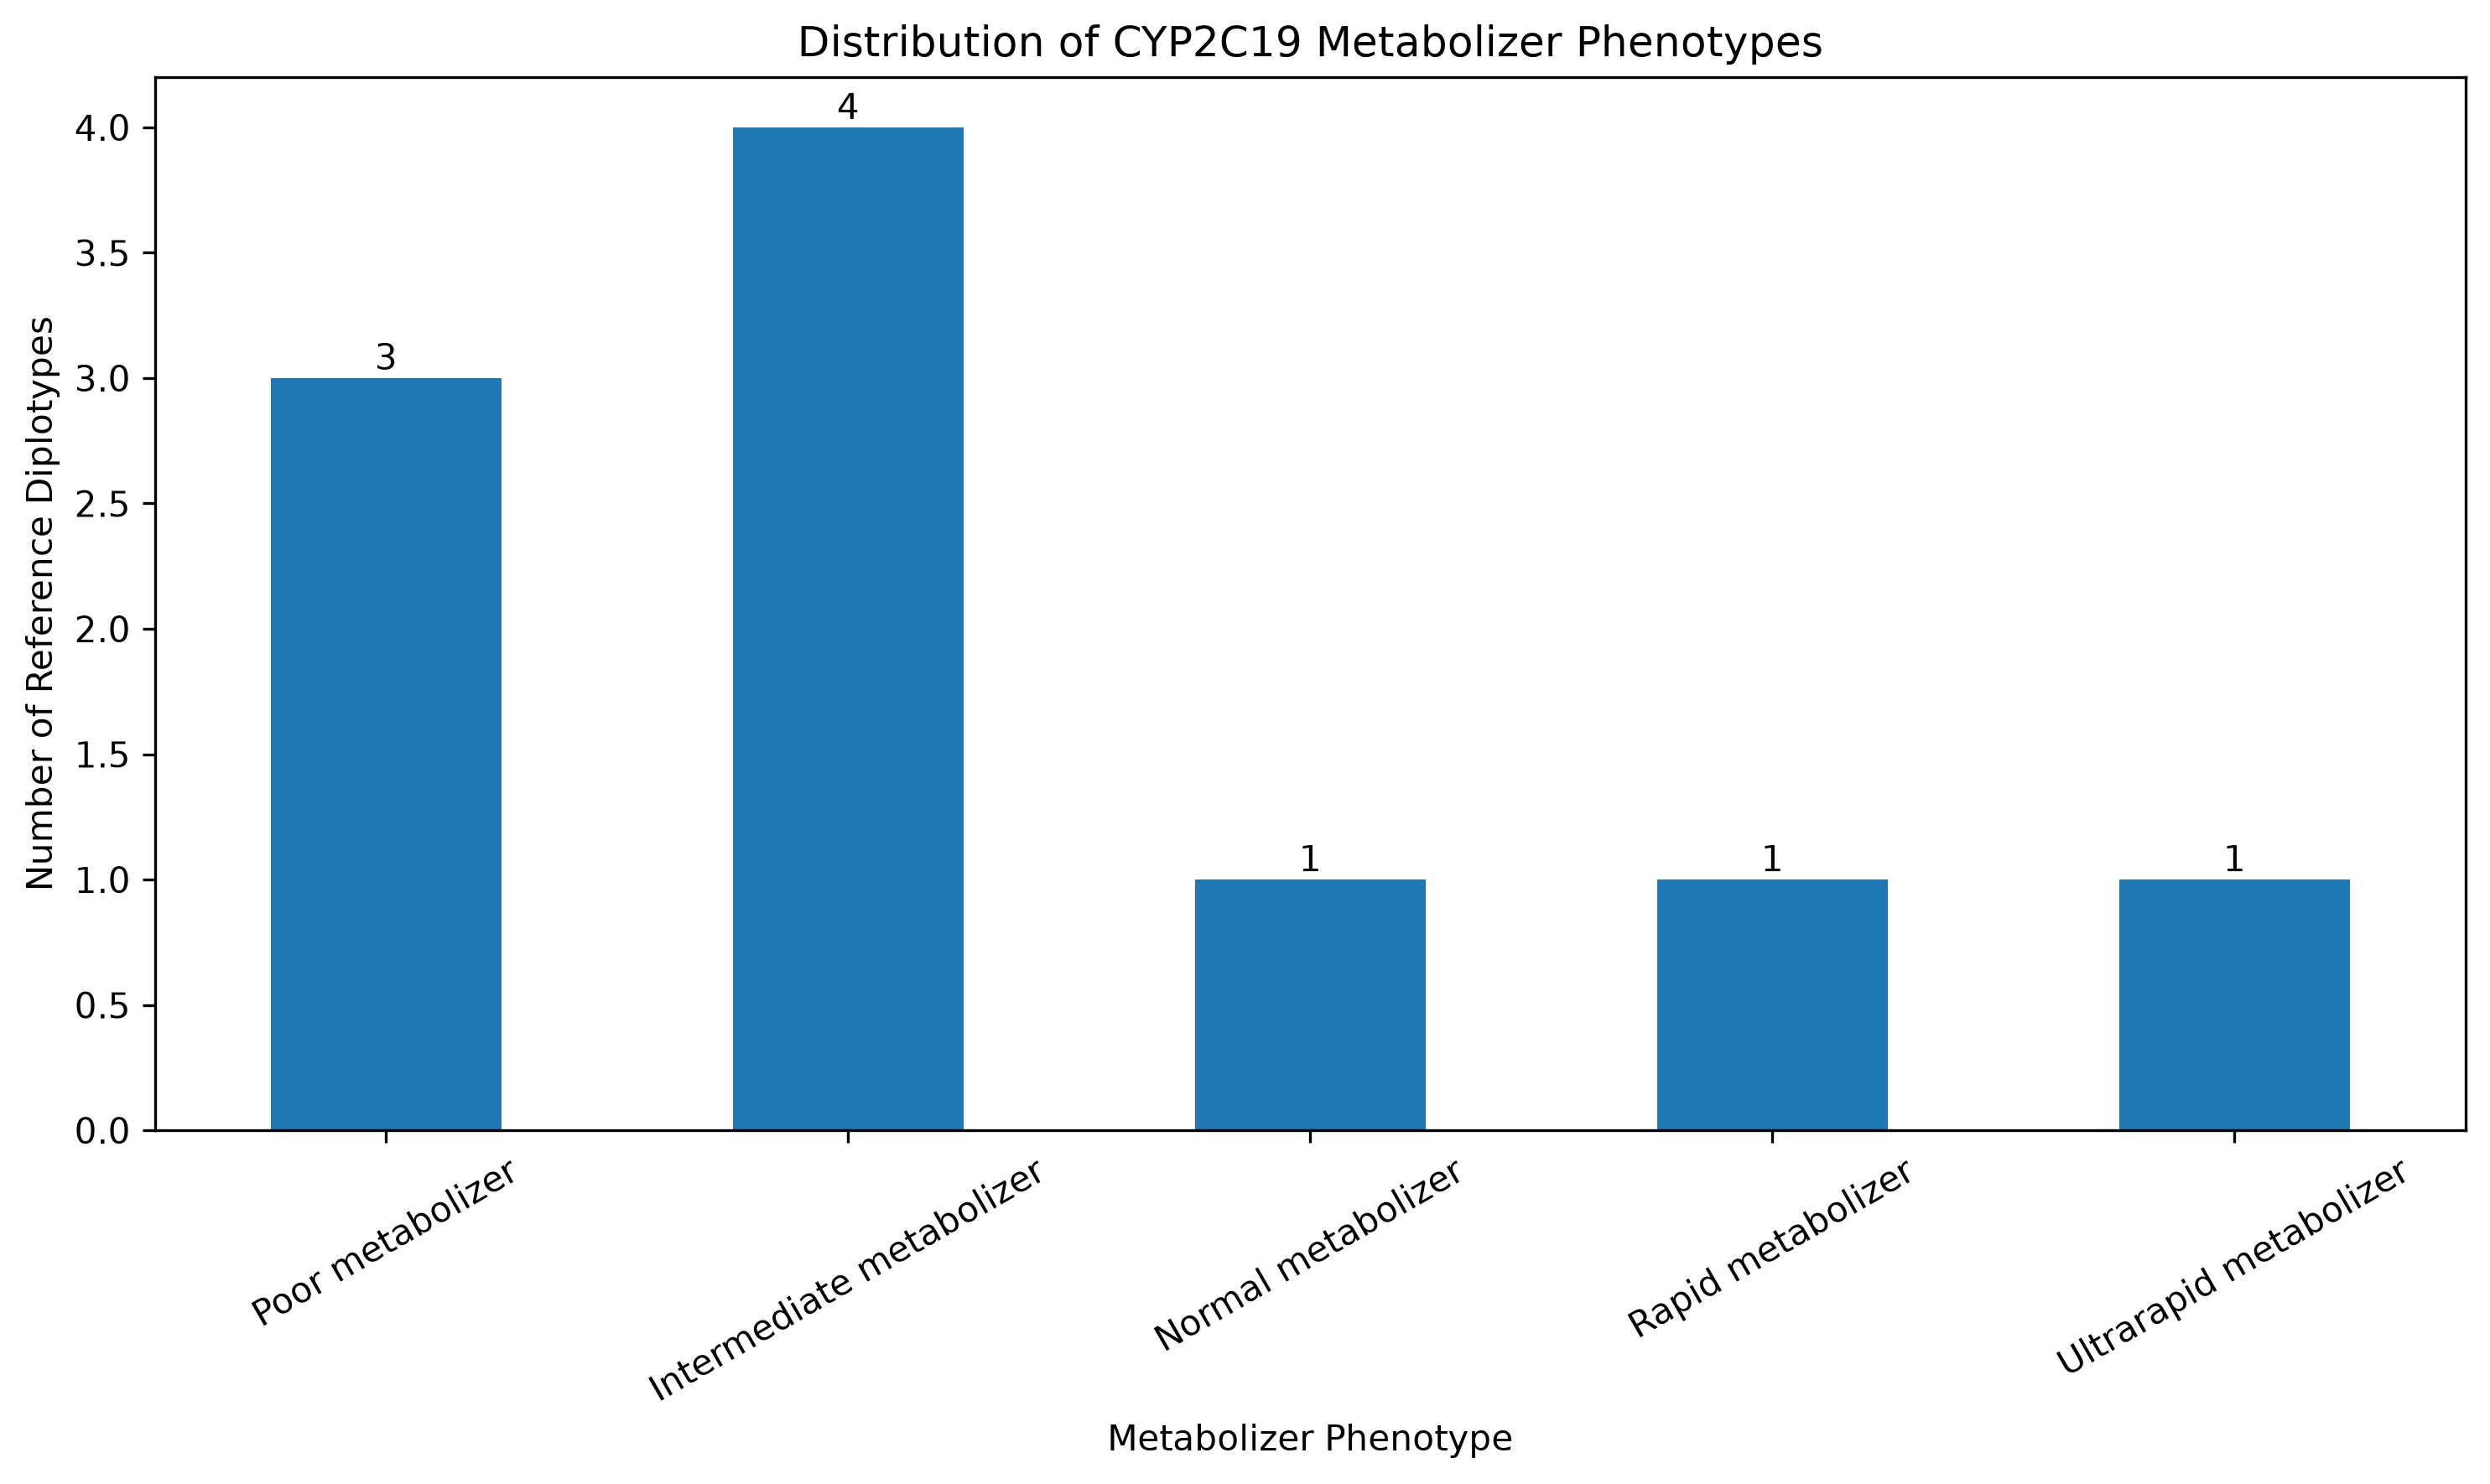 Distribution of CYP2C19 Metabolizer Phenotypes
Number of Reference Diplotypes
4.0
3.5
3.0
2.5
2.0
1.5
1.0
0.5
0.0
3
4
1
1
1
Poor metabolizer
Intermediate metabolizer
Normal metabolizer
Rapid metabolizer
Ultrarapid metabolizer
Metabolizer Phenotype